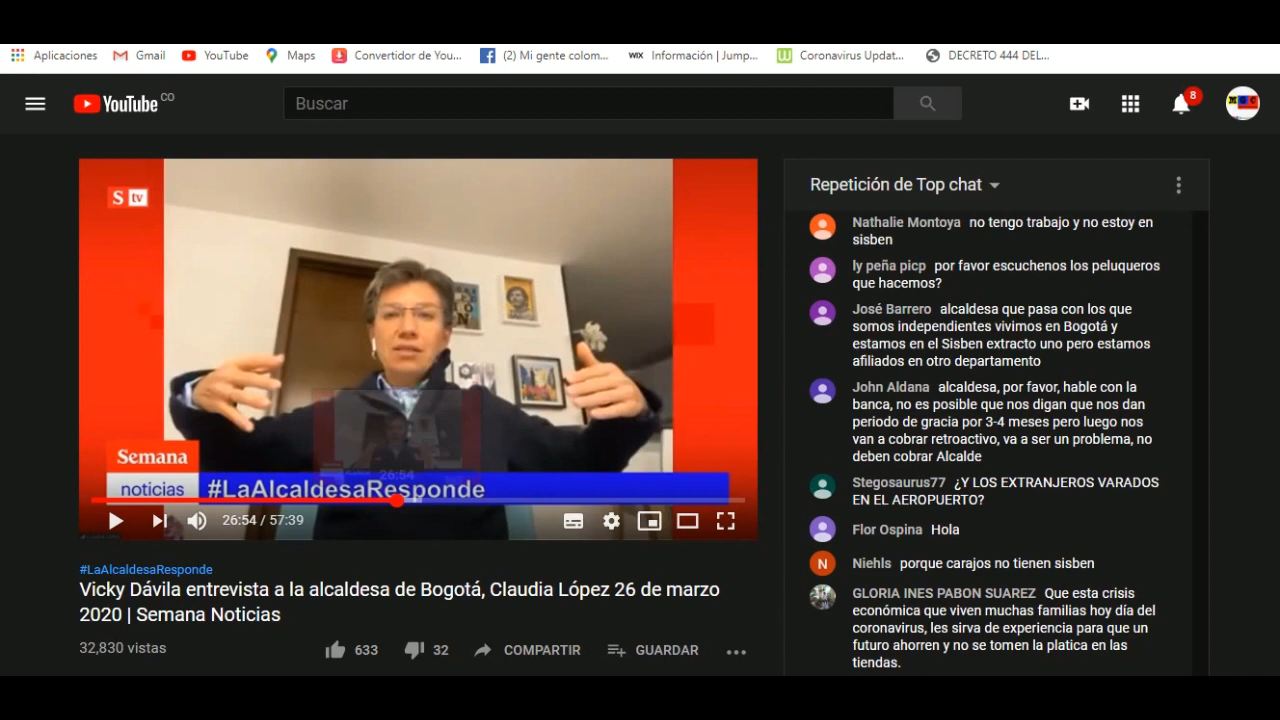 Aplicaciones Gmail YouTube Maps Convertidor de You... (2) Mi gente colom... WIX Información | Jump... Coronavirus Updat... DECRETO 444 DEL...
YouTube CO
Buscar
8
S tv
Semana
noticias
#LaAlcaldesaResponde
26:54
26:54 / 57:39
#LaAlcaldesaResponde
Vicky Dávila entrevista a la alcaldesa de Bogotá, Claudia López 26 de marzo
2020 | Semana Noticias
32,830 vistas
633 32 COMPARTIR GUARDAR
Repetición de Top chat
Nathalie Montoya no tengo trabajo y no estoy en
sisben
ly peña picp por favor escuchenos los peluqueros
que hacemos?
José Barrero alcaldesa que pasa con los que
somos independientes vivimos en Bogotá y
estamos en el Sisben extracto uno pero estamos
afiliados en otro departamento
John Aldana alcaldesa, por favor, hable con la
banca, no es posible que nos digan que nos dan
periodo de gracia por 3-4 meses pero luego nos
van a cobrar retroactivo, va a ser un problema, no
deben cobrar Alcalde
Stegosaurus77 ¿Y LOS EXTRANJEROS VARADOS
EN EL AEROPUERTO?
Flor Ospina Hola
N Niehls porque carajos no tienen sisben
GLORIA INES PABON SUAREZ Que esta crisis
económica que viven muchas familias hoy día del
coronavirus, les sirva de experiencia para que un
futuro ahorren y no se tomen la platica en las
tiendas.